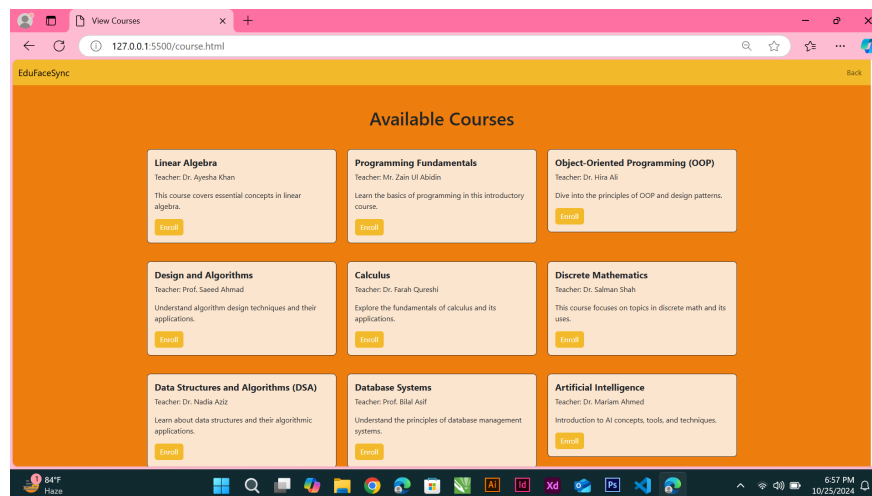 View Courses
127.0.0.1:5500/course.html
EduFaceSync
Back
Available Courses
Linear Algebra
Teacher: Dr. Ayesha Khan
This course covers essential concepts in linear
algebra.
Enroll
Programming Fundamentals
Teacher: Mr. Zain Ul Abidin
Learn the basics of programming in this introductory
course.
Enroll
Object-Oriented Programming (OOP)
Teacher: Dr. Hira Ali
Dive into the principles of OOP and design patterns.
Enroll
Design and Algorithms
Teacher: Prof. Saeed Ahmad
Understand algorithm design techniques and their
applications.
Enroll
Calculus
Teacher: Dr. Farah Qureshi
Explore the fundamentals of calculus and its
applications.
Enroll
Discrete Mathematics
Teacher: Dr. Salman Shah
This course focuses on topics in discrete math and its
uses.
Enroll
Data Structures and Algorithms (DSA)
Teacher: Dr. Nadia Aziz
Learn about data structures and their algorithmic
applications.
Enroll
Database Systems
Teacher: Prof. Bilal Asif
Understand the principles of database management
systems.
Enroll
Artificial Intelligence
Teacher: Dr. Mariam Ahmed
Introduction to AI concepts, tools, and techniques.
Enroll
1
84°F
Haze
Ai
Id
Xd
Ps
6:57 PM
10/25/2024